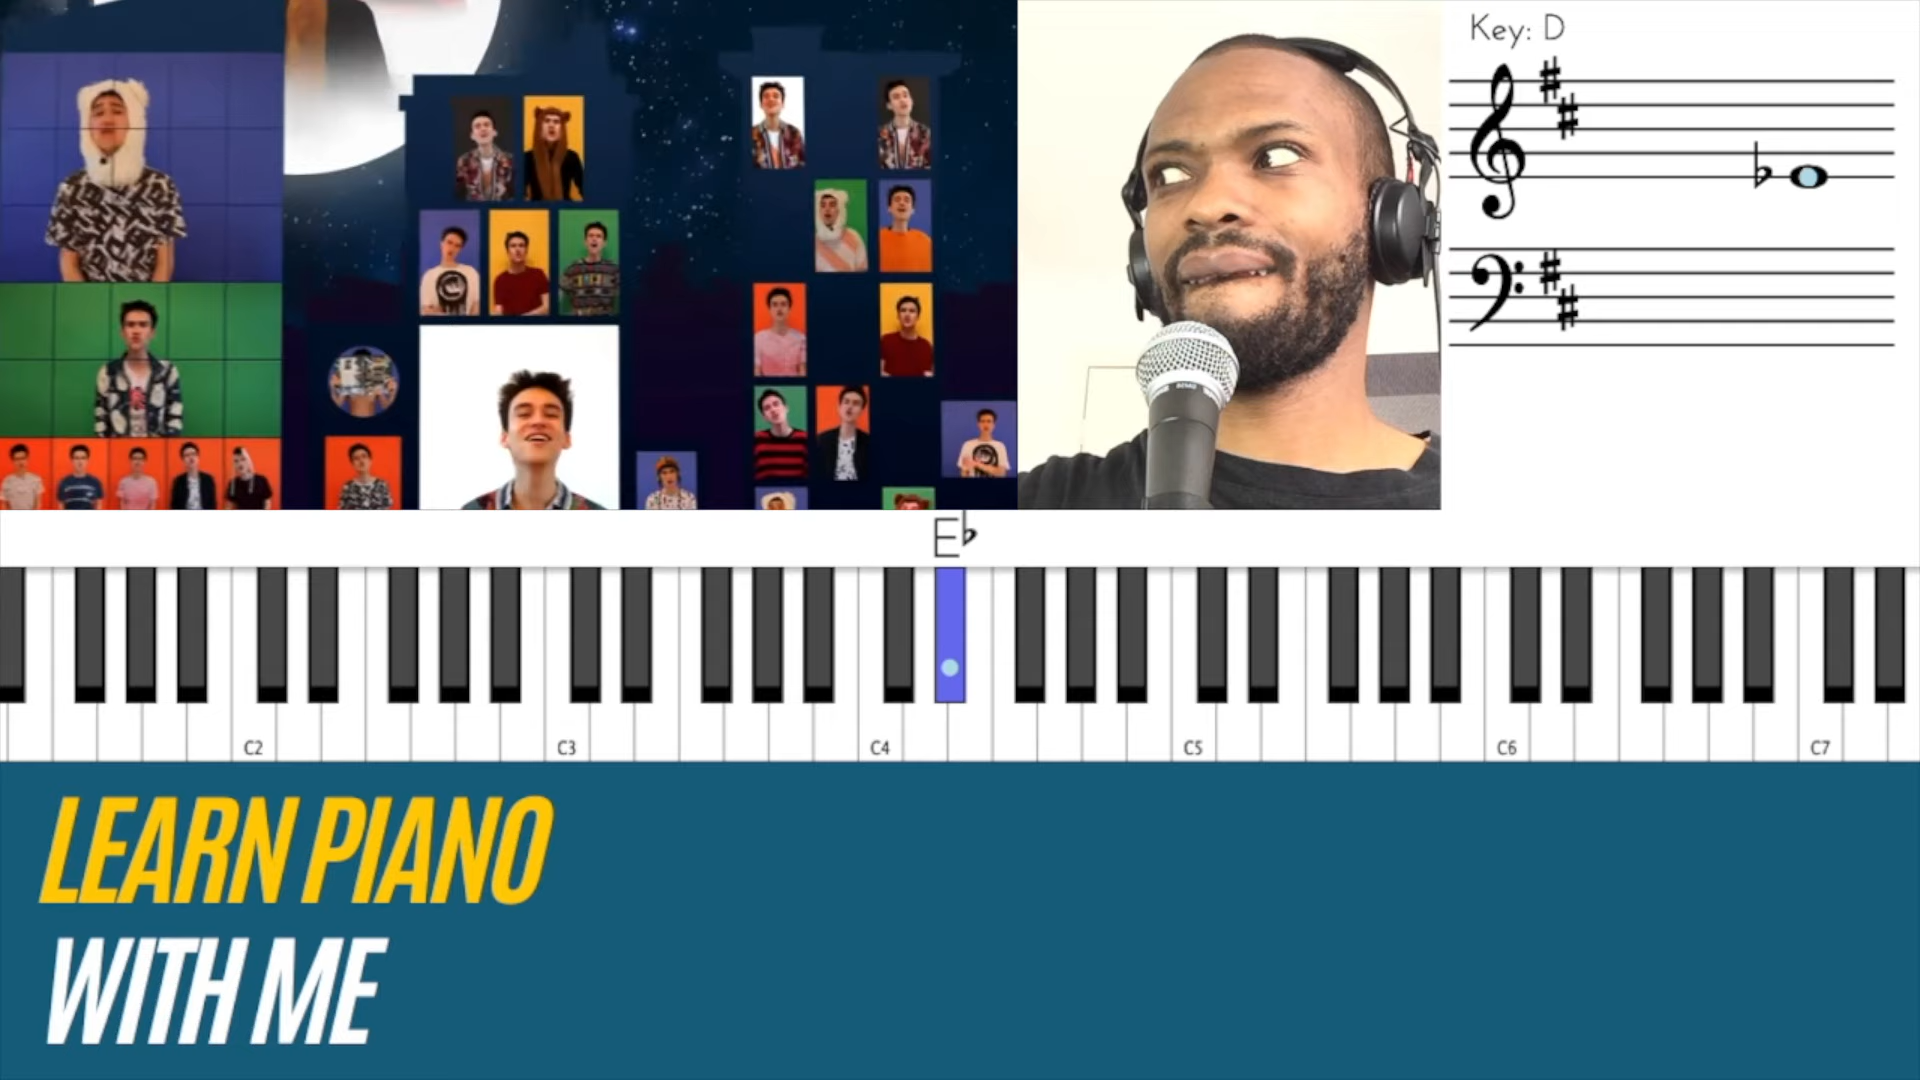 Key: D
E♭
C2 C3 C4 C5 C6 C7
LEARN PIANO
WITH ME